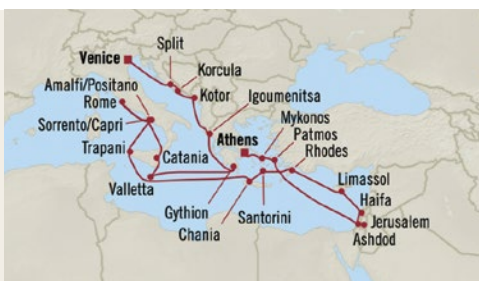 Split
Venice
Korcula
Amalfi/Positano
Kotor
Igoumenitsa
Rome
Mykonos
Sorrento/Capri
Athens
Patmos
Trapani
Rhodes
Catania
Limassol
Valletta
Haifa
Gythion
Santorini
Jerusalem
Chania
Ashdod